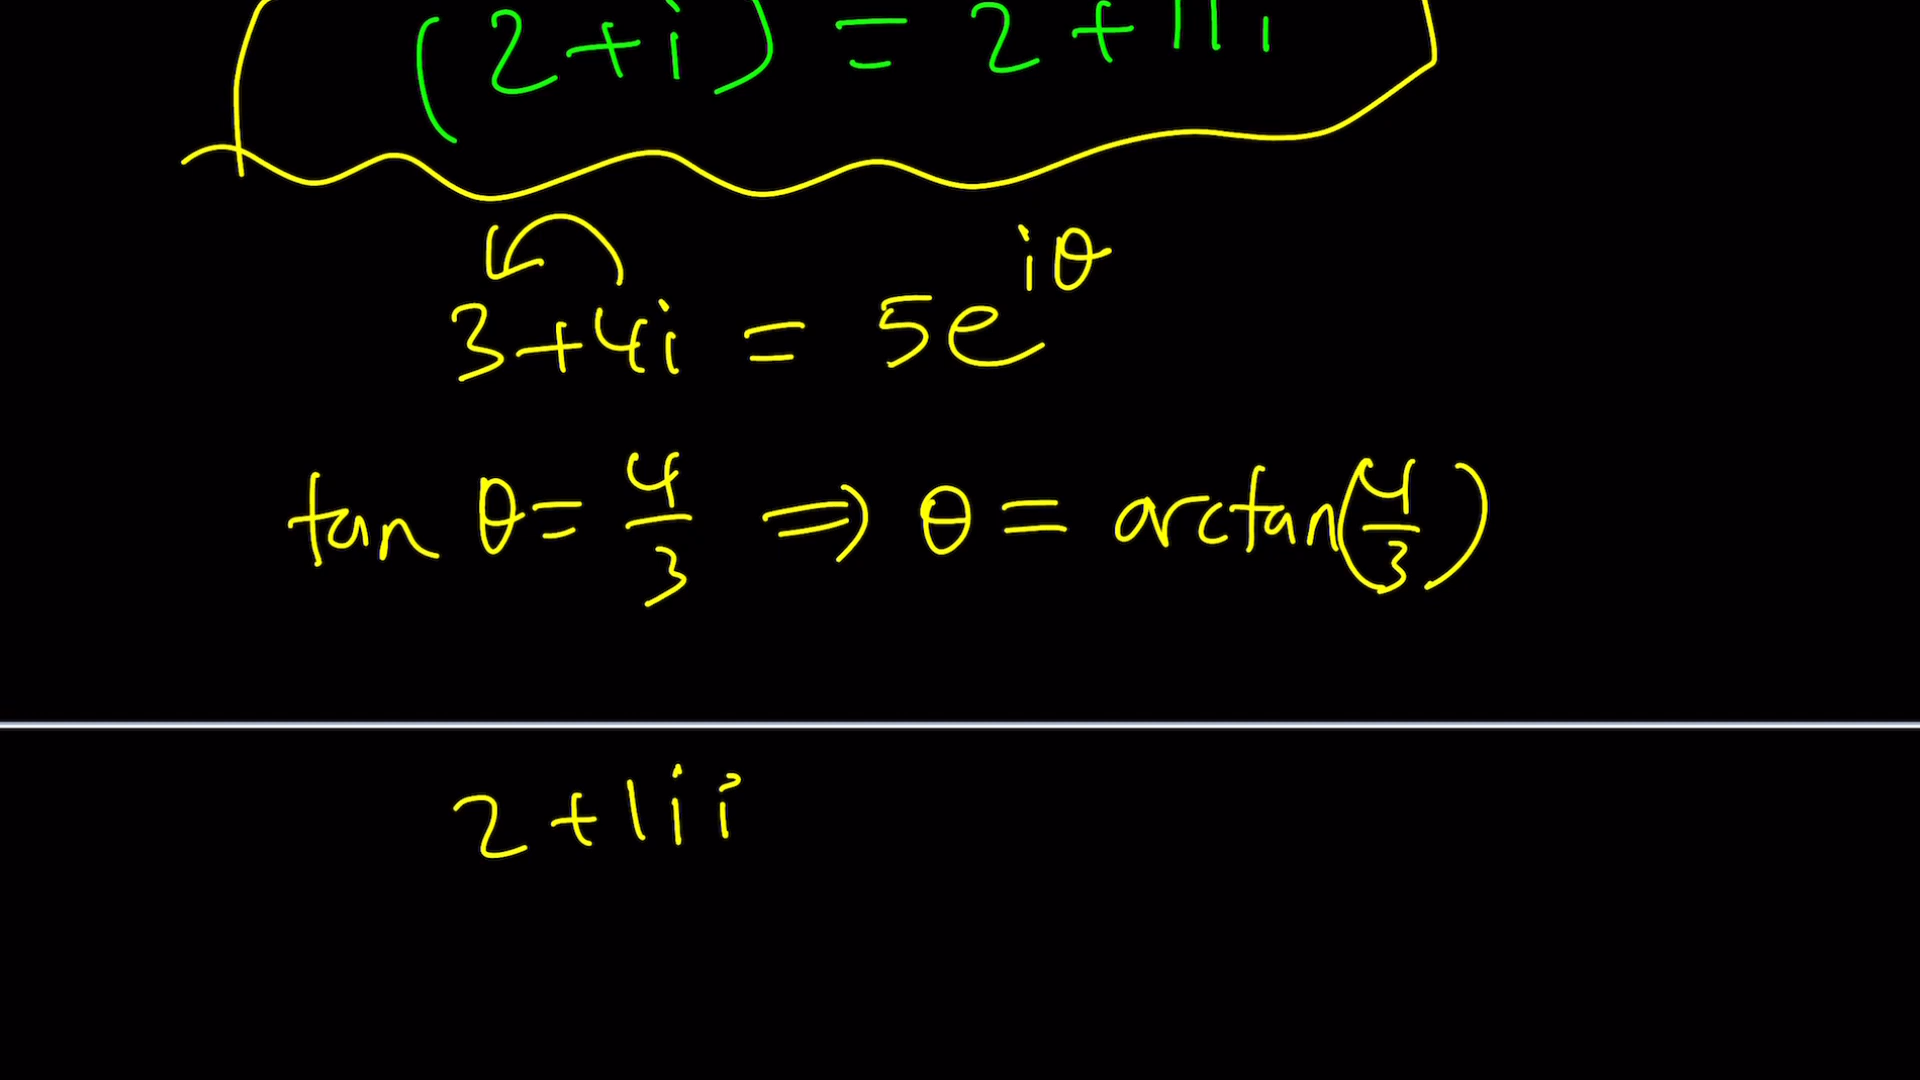 (2+i) = 2+11i
3+4i = 5e^{iθ}
tan θ = 4/3 ⇒ θ = arctan(4/3)
2+11i